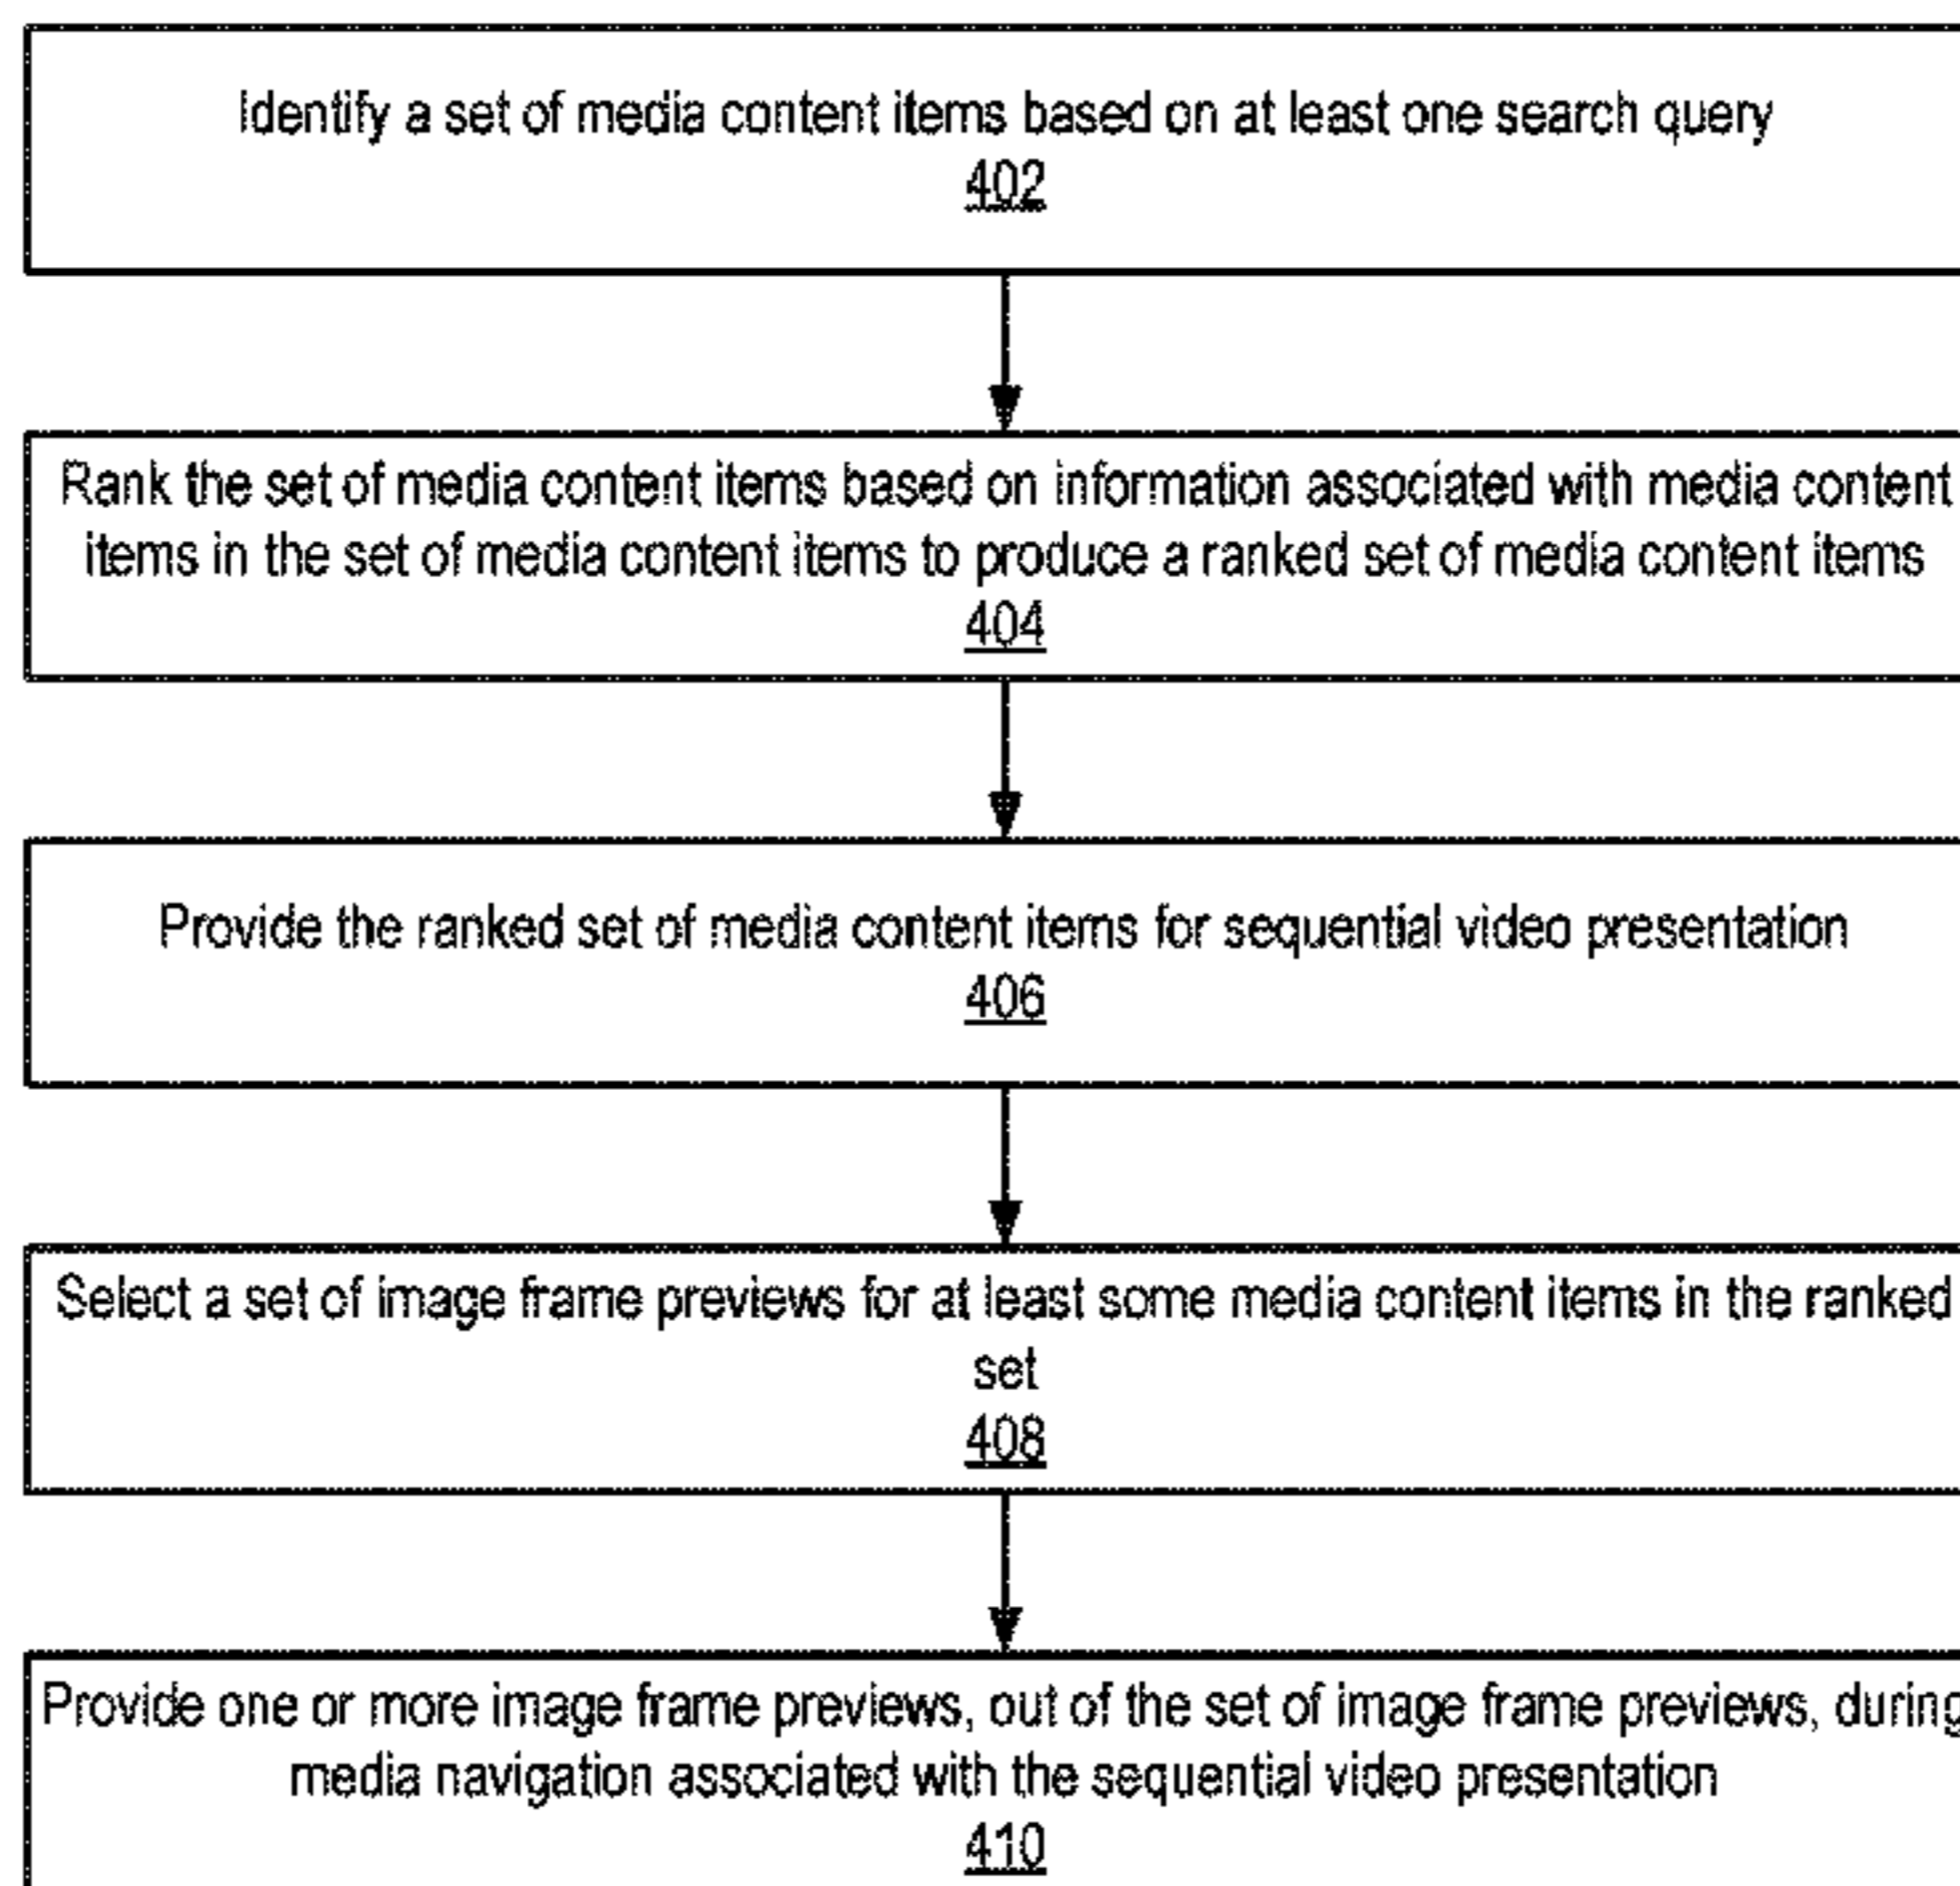 Identify a set of media content items based on at least one search query
402
Rank the set of media content items based on information associated with media content
items in the set of media content items to produce a ranked set of media content items
404
Provide the ranked set of media content items for sequential video presentation
406
Select a set of image frame previews for at least some media content items in the ranked
set
408
Provide one or more image frame previews, out of the set of image frame previews, during
media navigation associated with the sequential video presentation
410